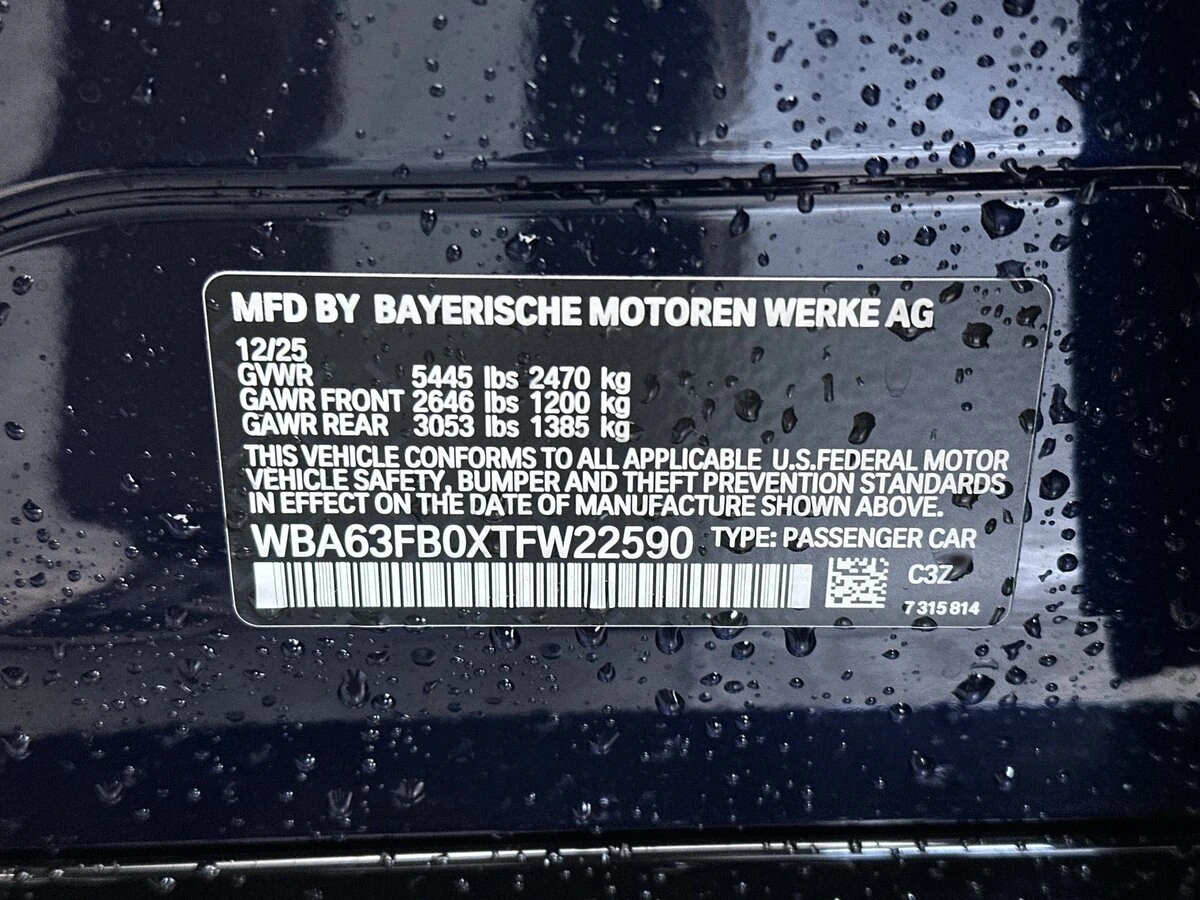 MFD BY BAYERISCHE MOTOREN WERKE AG
12/25
GVWR 5445 lbs 2470 kg
GAWR FRONT 2646 lbs 1200 kg
GAWR REAR 3053 lbs 1385 kg
THIS VEHICLE CONFORMS TO ALL APPLICABLE U.S.FEDERAL MOTOR
VEHICLE SAFETY, BUMPER AND THEFT PREVENTION STANDARDS
IN EFFECT ON THE DATE OF MANUFACTURE SHOWN ABOVE.
WBA63FB0XTFW22590 TYPE: PASSENGER CAR
C3Z
7 315 814